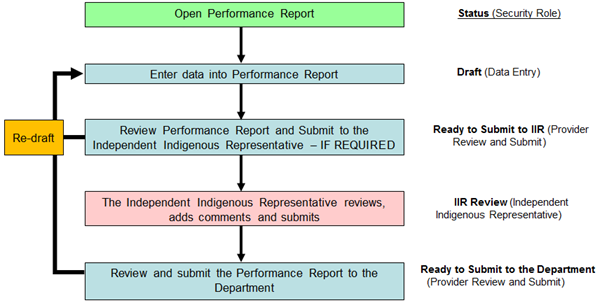 Open Performance Report
Status (Security Role)
Enter data into Performance Report
Draft (Data Entry)
Re-draft
Review Performance Report and Submit to the
Independent Indigenous Representative – IF REQUIRED
Ready to Submit to IIR (Provider
Review and Submit)
The Independent Indigenous Representative reviews,
adds comments and submits
IIR Review (Independent
Indigenous Representative)
Review and submit the Performance Report to the
Department
Ready to Submit to the Department
(Provider Review and Submit)